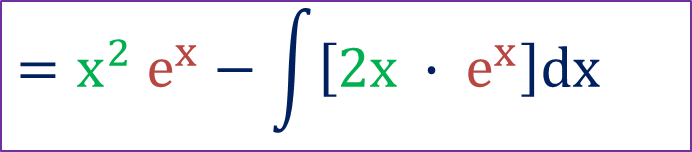 = x² eˣ − ∫ [2x · eˣ]dx